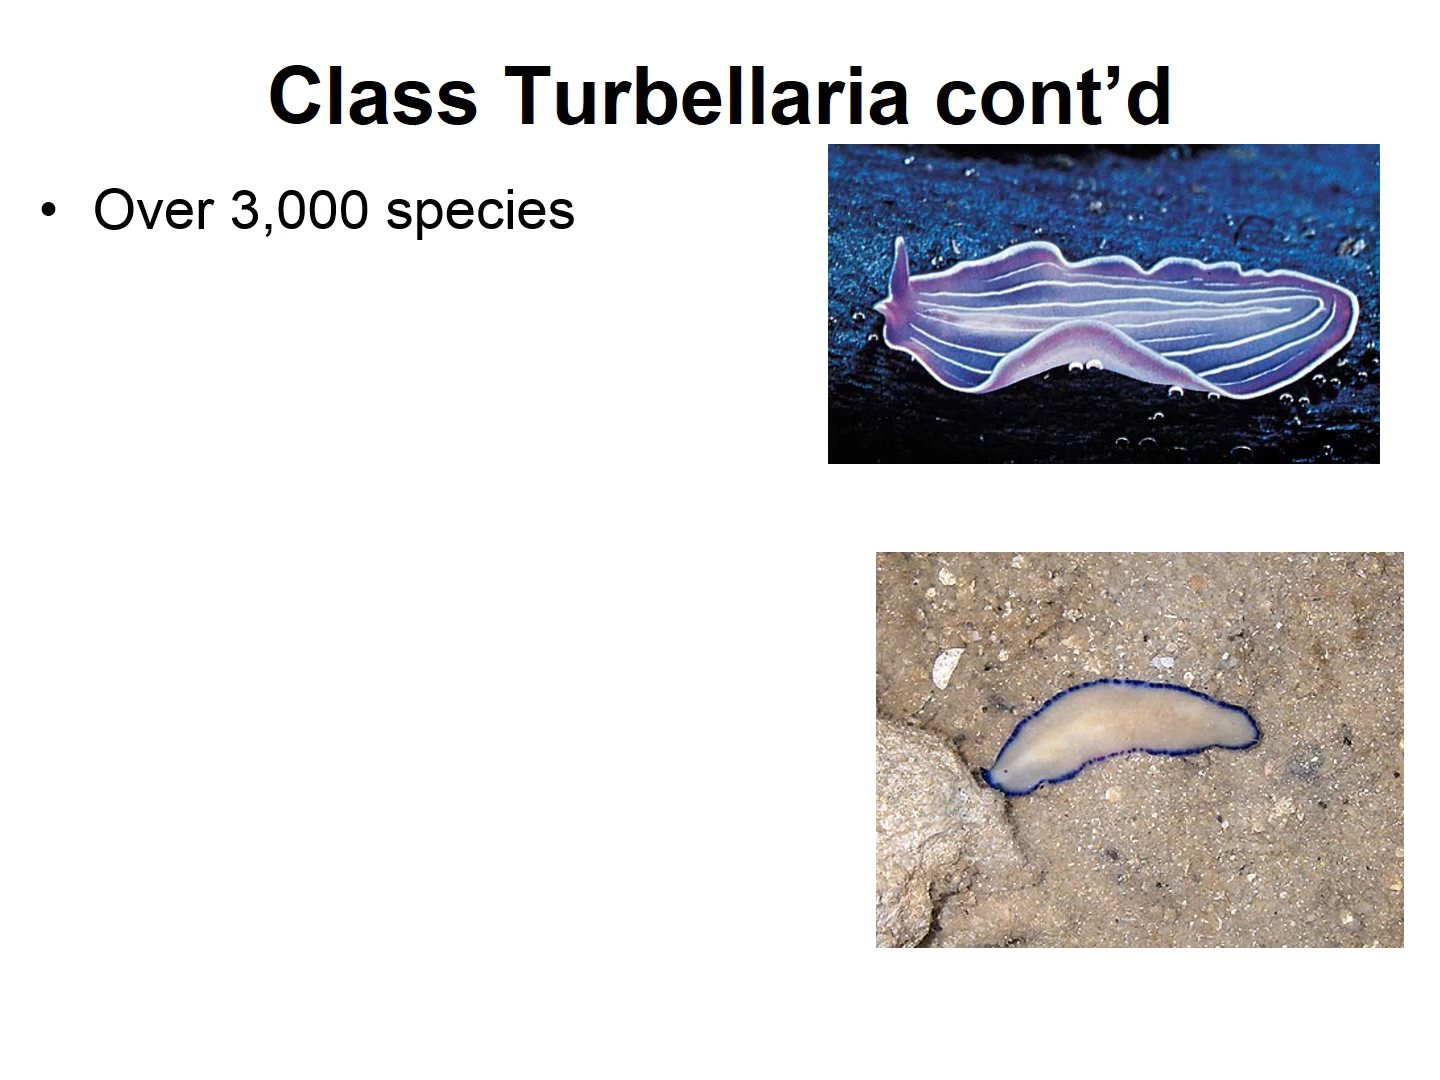 Class Turbellaria cont’d
• Over 3,000 species